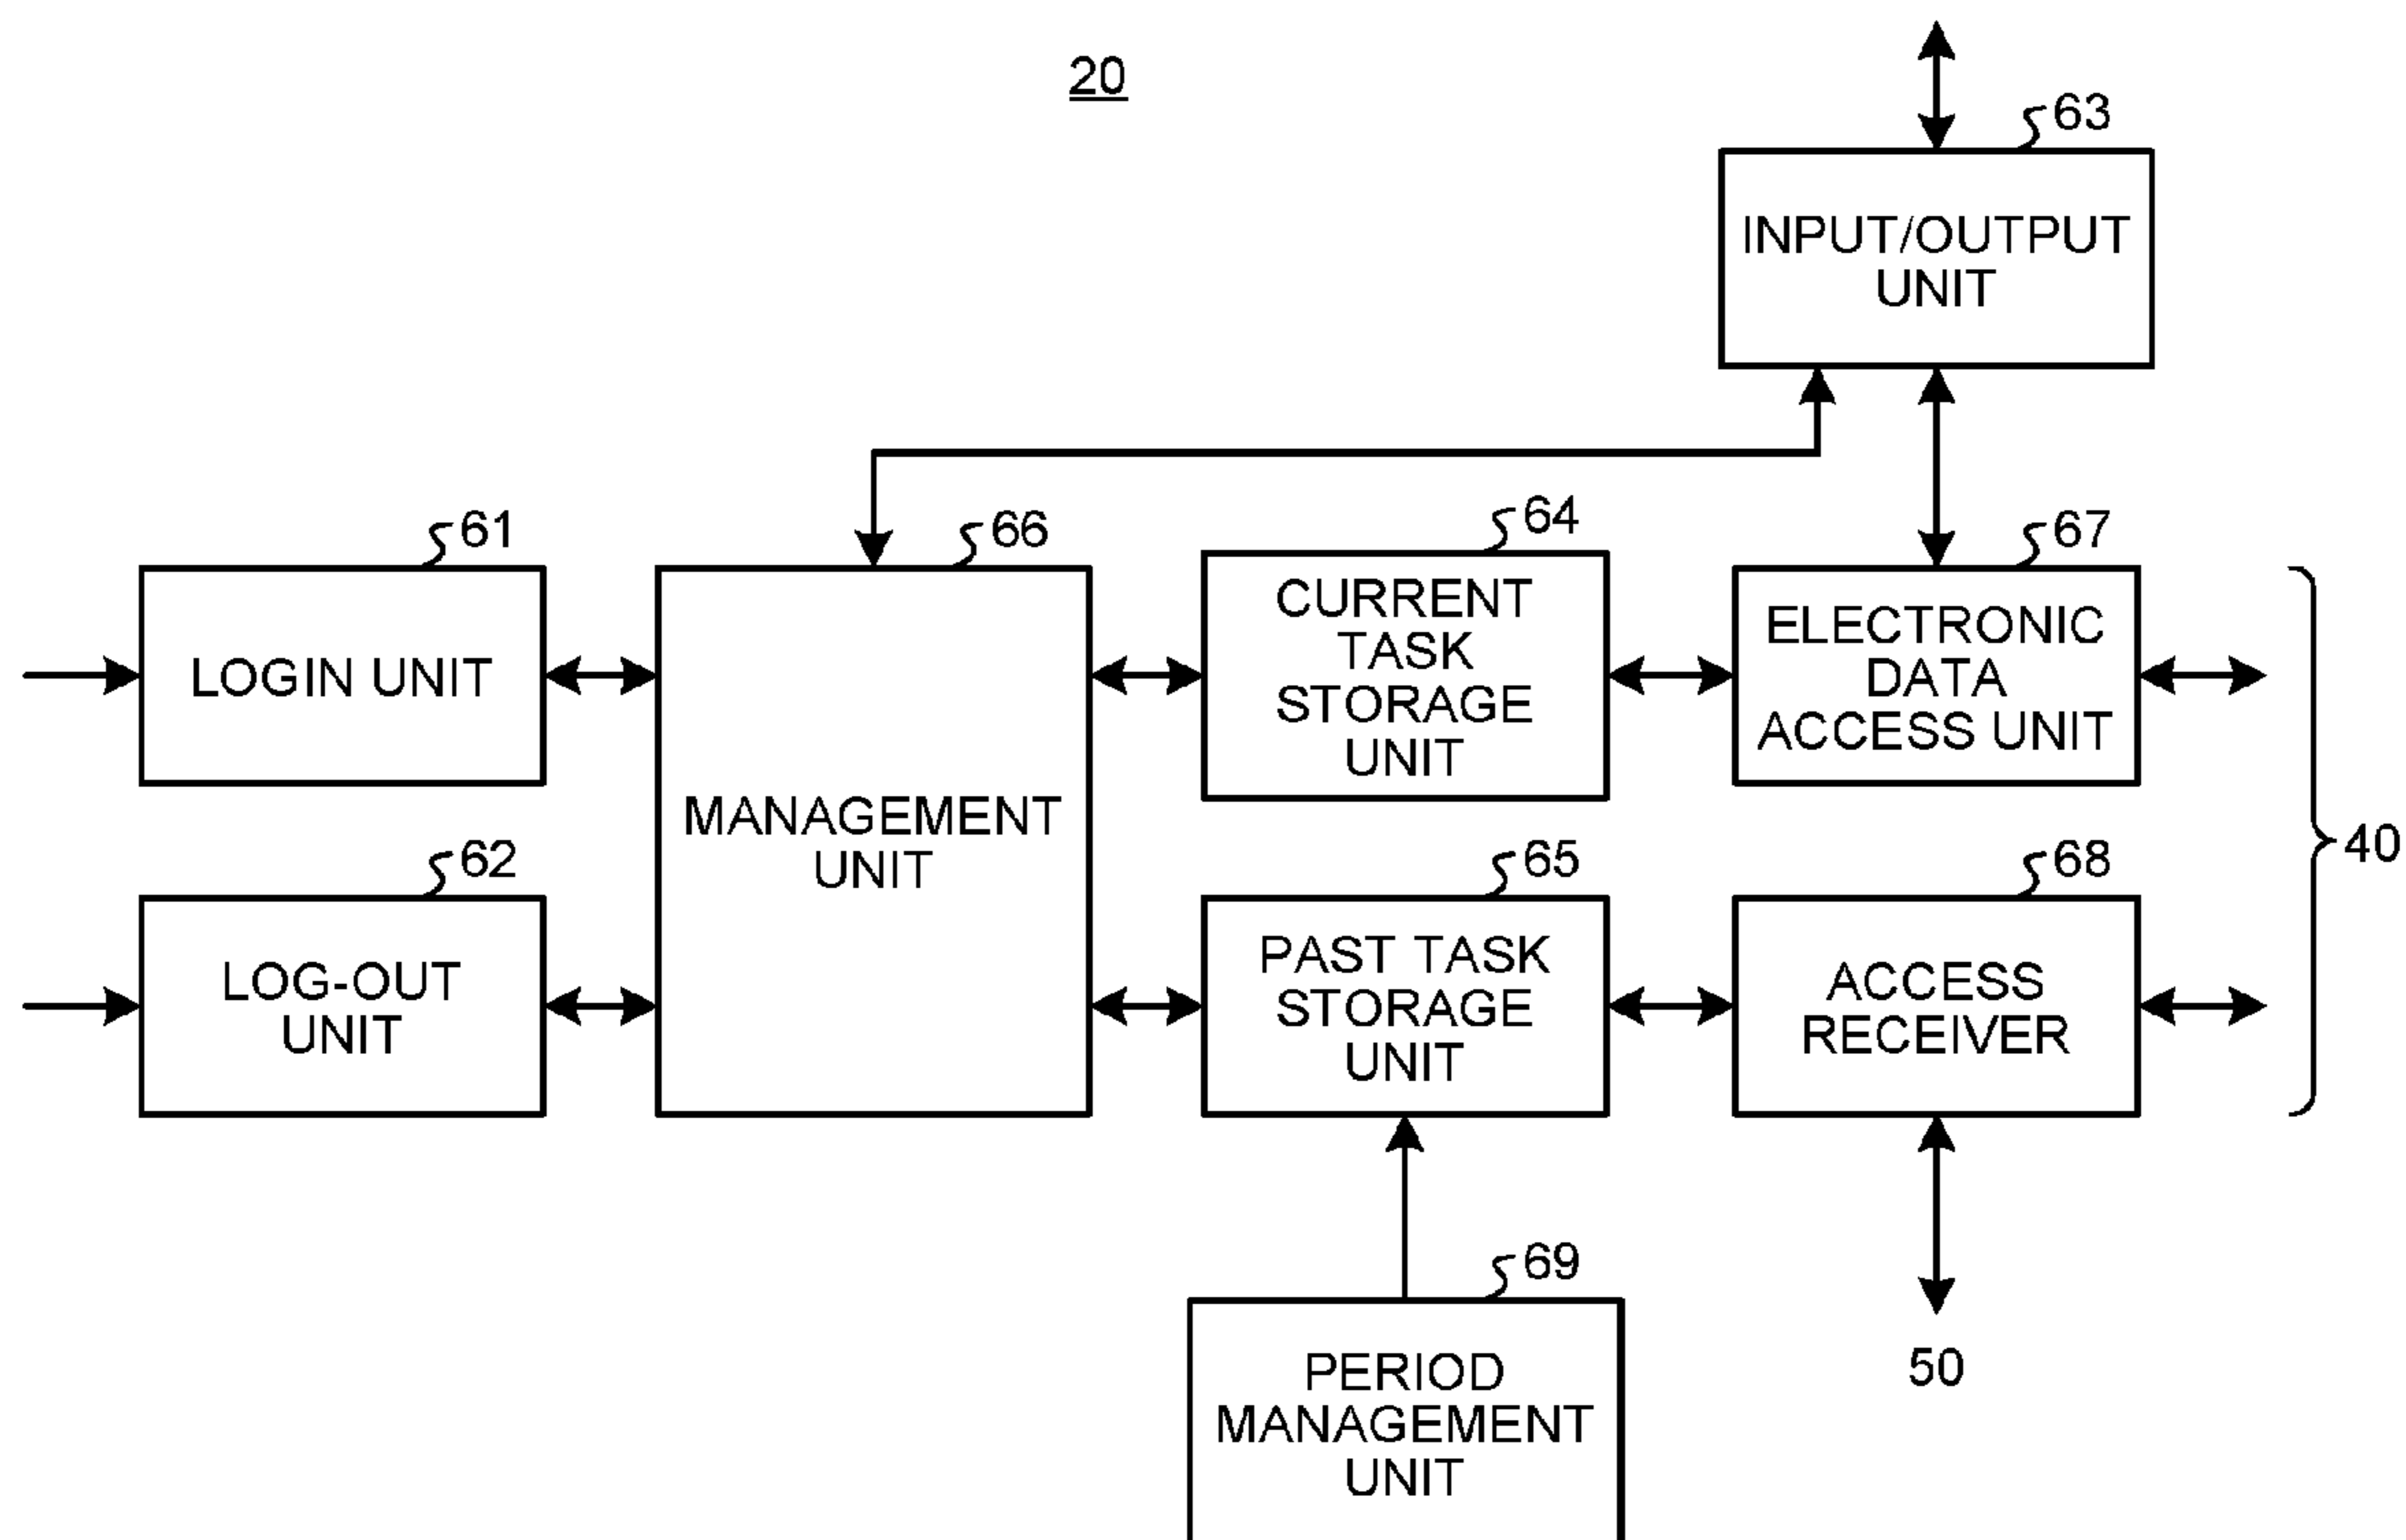 20
63
INPUT/OUTPUT
UNIT
61
LOGIN UNIT
66
MANAGEMENT
UNIT
64
CURRENT
TASK
STORAGE
UNIT
67
ELECTRONIC
DATA
ACCESS UNIT
40
62
LOG-OUT
UNIT
65
PAST TASK
STORAGE
UNIT
68
ACCESS
RECEIVER
69
PERIOD
MANAGEMENT
UNIT
50